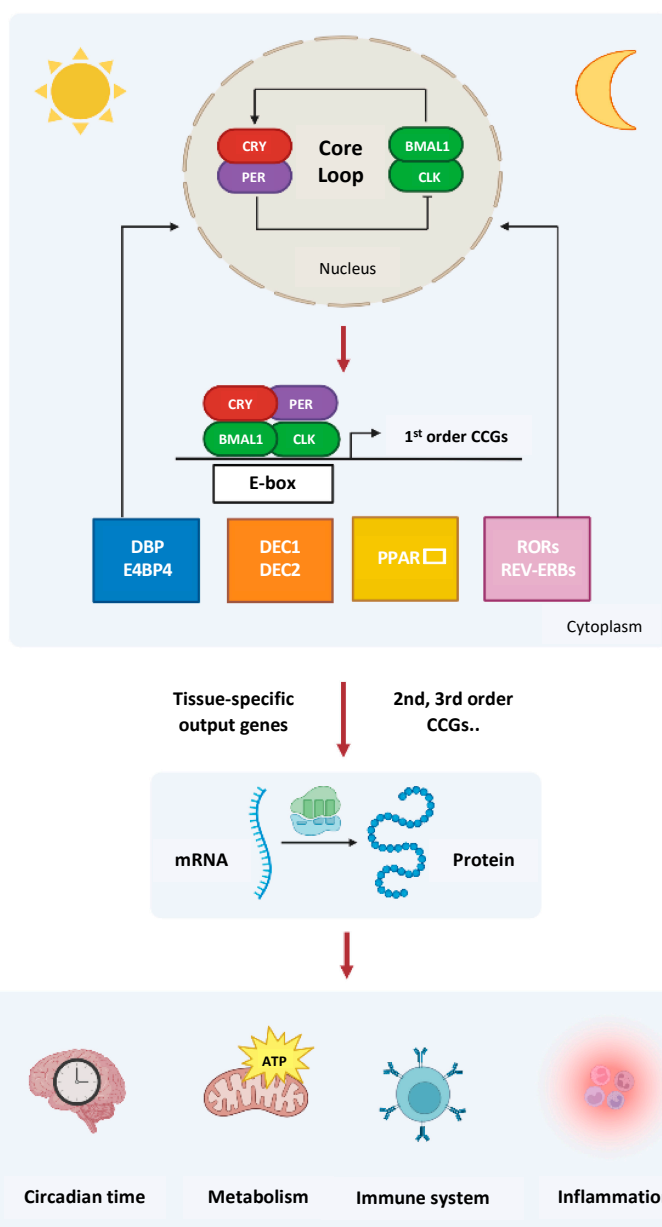 CRY
PER
Core
Loop
BMAL1
CLK
Nucleus
CRY
PER
BMAL1
CLK
1st order CCGs
E-box
DBP
E4BP4
DEC1
DEC2
PPAR
RORs
REV-ERBs
Cytoplasm
Tissue-specific
output genes
2nd, 3rd order
CCGs..
mRNA
Protein
ATP
Circadian time
Metabolism
Immune system
Inflammatio